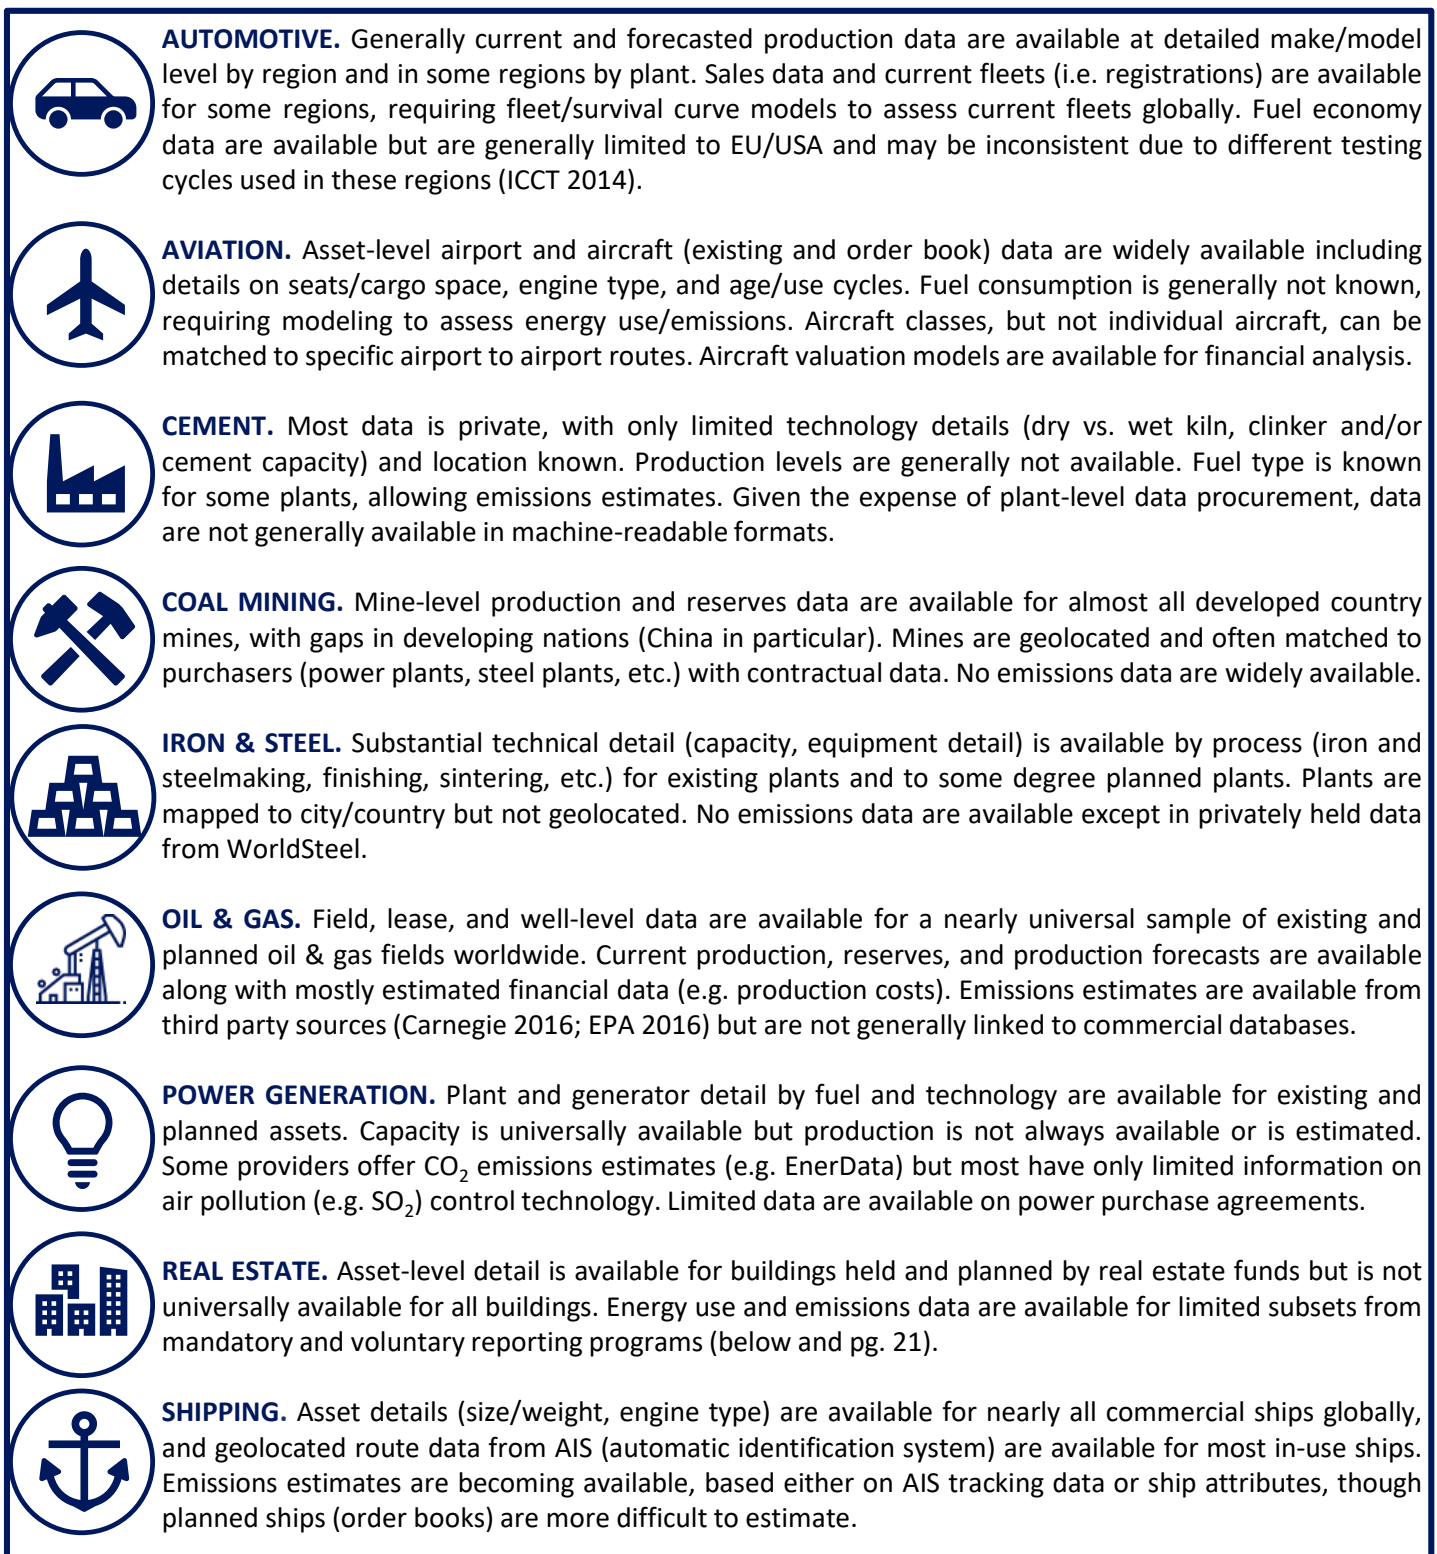 AUTOMOTIVE. Generally current and forecasted production data are available at detailed make/model
level by region and in some regions by plant. Sales data and current fleets (i.e. registrations) are available
for some regions, requiring fleet/survival curve models to assess current fleets globally. Fuel economy
data are available but are generally limited to EU/USA and may be inconsistent due to different testing
cycles used in these regions (ICCT 2014).
AVIATION. Asset-level airport and aircraft (existing and order book) data are widely available including
details on seats/cargo space, engine type, and age/use cycles. Fuel consumption is generally not known,
requiring modeling to assess energy use/emissions. Aircraft classes, but not individual aircraft, can be
matched to specific airport to airport routes. Aircraft valuation models are available for financial analysis.
CEMENT. Most data is private, with only limited technology details (dry vs. wet kiln, clinker and/or
cement capacity) and location known. Production levels are generally not available. Fuel type is known
for some plants, allowing emissions estimates. Given the expense of plant-level data procurement, data
are not generally available in machine-readable formats.
COAL MINING. Mine-level production and reserves data are available for almost all developed country
mines, with gaps in developing nations (China in particular). Mines are geolocated and often matched to
purchasers (power plants, steel plants, etc.) with contractual data. No emissions data are widely available.
IRON & STEEL. Substantial technical detail (capacity, equipment detail) is available by process (iron and
steelmaking, finishing, sintering, etc.) for existing plants and to some degree planned plants. Plants are
mapped to city/country but not geolocated. No emissions data are available except in privately held data
from WorldSteel.
OIL & GAS. Field, lease, and well-level data are available for a nearly universal sample of existing and
planned oil & gas fields worldwide. Current production, reserves, and production forecasts are available
along with mostly estimated financial data (e.g. production costs). Emissions estimates are available from
third party sources (Carnegie 2016; EPA 2016) but are not generally linked to commercial databases.
POWER GENERATION. Plant and generator detail by fuel and technology are available for existing and
planned assets. Capacity is universally available but production is not always available or is estimated.
Some providers offer CO₂ emissions estimates (e.g. EnerData) but most have only limited information on
air pollution (e.g. SO₂) control technology. Limited data are available on power purchase agreements.
REAL ESTATE. Asset-level detail is available for buildings held and planned by real estate funds but is not
universally available for all buildings. Energy use and emissions data are available for limited subsets from
mandatory and voluntary reporting programs (below and pg. 21).
SHIPPING. Asset details (size/weight, engine type) are available for nearly all commercial ships globally,
and geolocated route data from AIS (automatic identification system) are available for most in-use ships.
Emissions estimates are becoming available, based either on AIS tracking data or ship attributes, though
planned ships (order books) are more difficult to estimate.